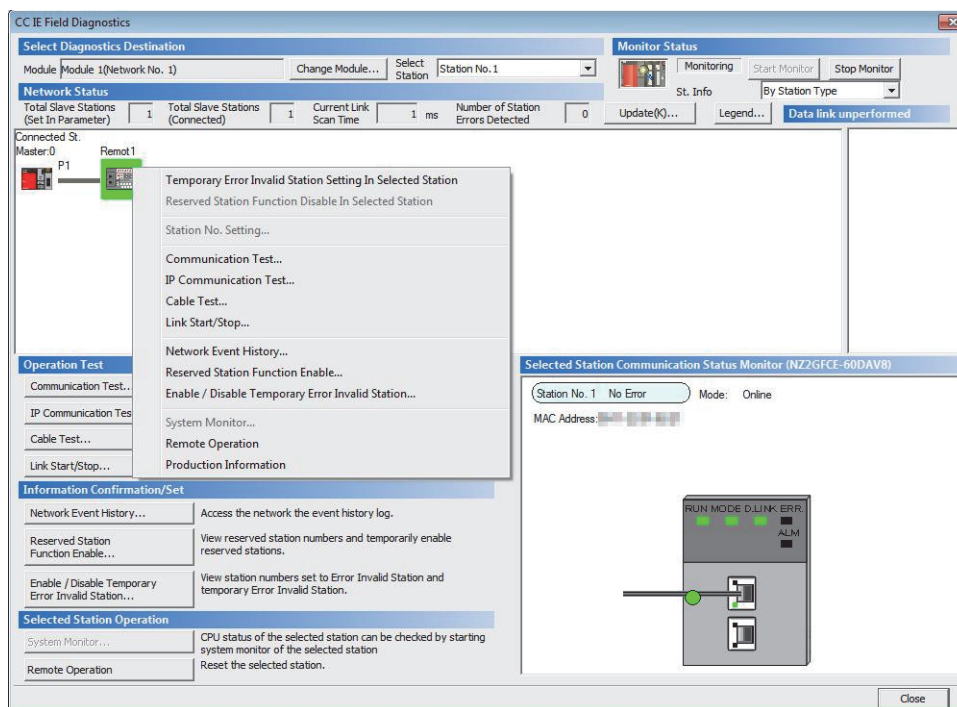 CC IE Field Diagnostics
Select Diagnostics Destination
Module Module 1(Network No. 1) Change Module... Select Station Station No.1
Monitor Status
Monitoring Start Monitor Stop Monitor
St. Info By Station Type
Network Status
Total Slave Stations (Set In Parameter) 1 Total Slave Stations (Connected) 1 Current Link Scan Time 1 ms Number of Station Errors Detected 0 Update(K)... Legend... Data link unperformed
Connected St.
Master:0 Remot1
P1
Temporary Error Invalid Station Setting In Selected Station
Reserved Station Function Disable In Selected Station
Station No. Setting...
Communication Test...
IP Communication Test...
Cable Test...
Link Start/Stop...
Network Event History...
Reserved Station Function Enable...
Enable / Disable Temporary Error Invalid Station...
System Monitor...
Remote Operation
Production Information
Operation Test
Communication Test..
IP Communication Tes
Cable Test...
Link Start/Stop...
Information Confirmation/Set
Network Event History... Access the network the event history log.
Reserved Station Function Enable... View reserved station numbers and temporarily enable reserved stations.
Enable / Disable Temporary Error Invalid Station... View station numbers set to Error Invalid Station and temporary Error Invalid Station.
Selected Station Operation
System Monitor... CPU status of the selected station can be checked by starting system monitor of the selected station
Remote Operation Reset the selected station.
Selected Station Communication Status Monitor (NZ2GFCE-60DAV8)
Station No. 1 No Error Mode: Online
MAC Address:
RUN MODE D.LINK ERR.
ALM
Close